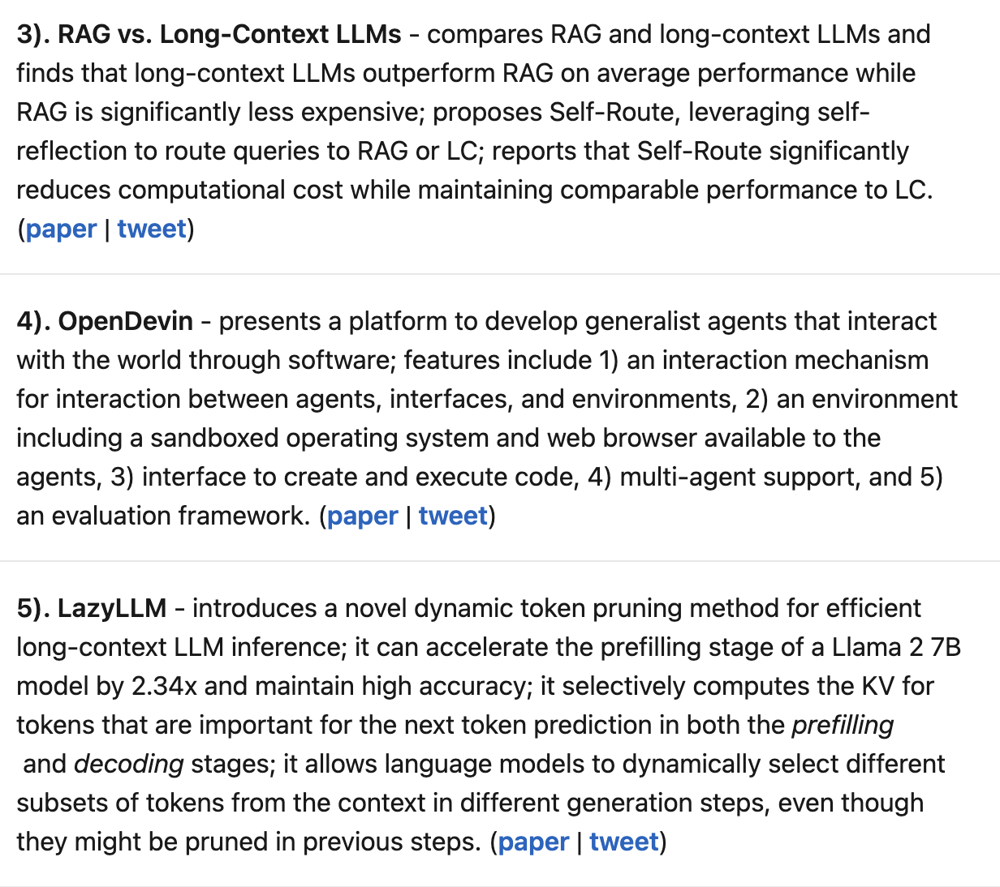 3). RAG vs. Long-Context LLMs - compares RAG and long-context LLMs and
finds that long-context LLMs outperform RAG on average performance while
RAG is significantly less expensive; proposes Self-Route, leveraging self-
reflection to route queries to RAG or LC; reports that Self-Route significantly
reduces computational cost while maintaining comparable performance to LC.
(paper | tweet)
4). OpenDevin - presents a platform to develop generalist agents that interact
with the world through software; features include 1) an interaction mechanism
for interaction between agents, interfaces, and environments, 2) an environment
including a sandboxed operating system and web browser available to the
agents, 3) interface to create and execute code, 4) multi-agent support, and 5)
an evaluation framework. (paper | tweet)
5). LazyLLM - introduces a novel dynamic token pruning method for efficient
long-context LLM inference; it can accelerate the prefilling stage of a Llama 2 7B
model by 2.34x and maintain high accuracy; it selectively computes the KV for
tokens that are important for the next token prediction in both the prefilling
and decoding stages; it allows language models to dynamically select different
subsets of tokens from the context in different generation steps, even though
they might be pruned in previous steps. (paper | tweet)